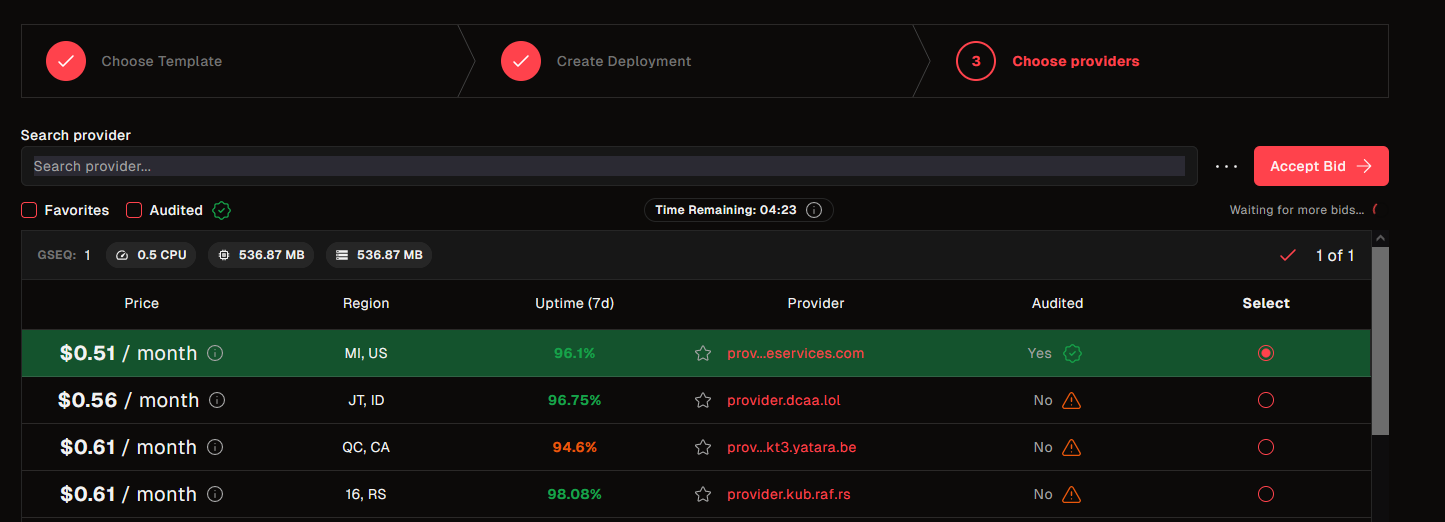 Choose Template
Create Deployment
3 Choose providers
Search provider
Search provider...
··· Accept Bid →
Favorites Audited Time Remaining: 04:23 Waiting for more bids...
GSEQ: 1 0.5 CPU 536.87 MB 536.87 MB 1 of 1
Price Region Uptime (7d) Provider Audited Select
$0.51 / month MI, US 96.1% prov...eservices.com Yes
$0.56 / month JT, ID 96.75% provider.dcaa.lol No
$0.61 / month QC, CA 94.6% prov...kt3.yatara.be No
$0.61 / month 16, RS 98.08% provider.kub.raf.rs No